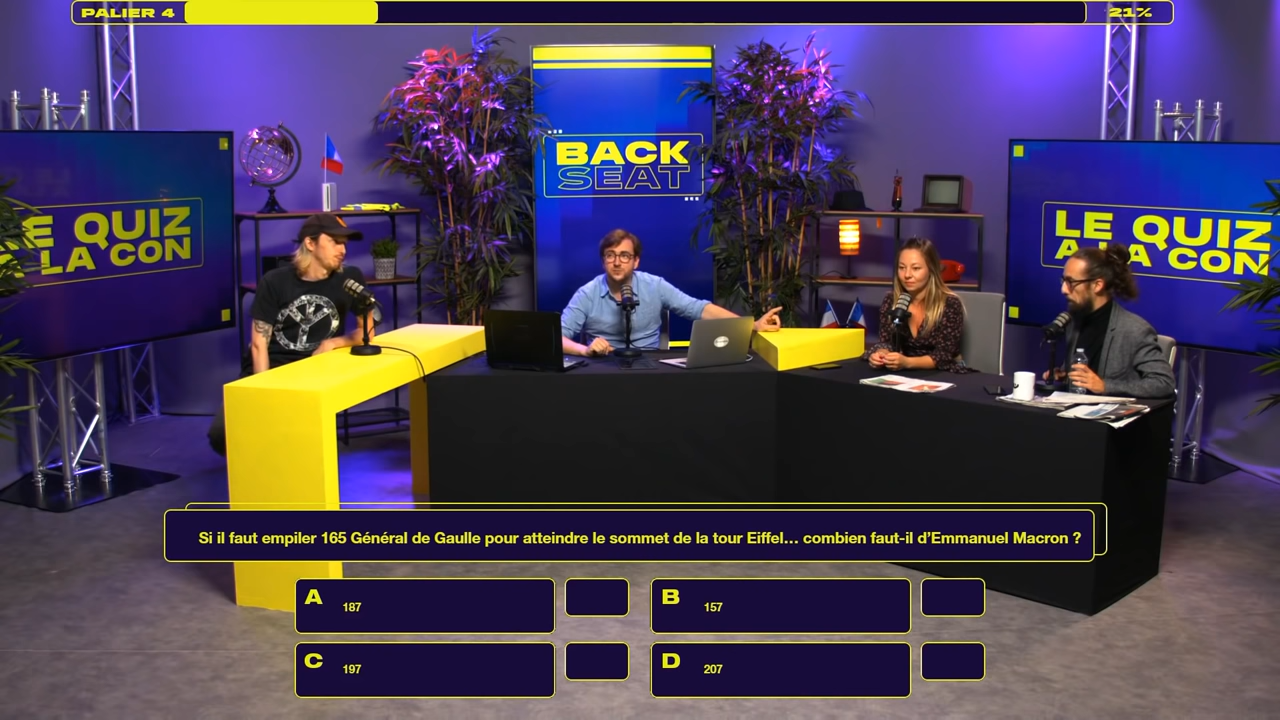 PALIER 4
21%
BACK
SEAT
LE QUIZ
LA CON
LE QUIZ
A LA CON
Si il faut empiler 165 Général de Gaulle pour atteindre le sommet de la tour Eiffel... combien faut-il d'Emmanuel Macron ?
A 187
B 157
C 197
D 207